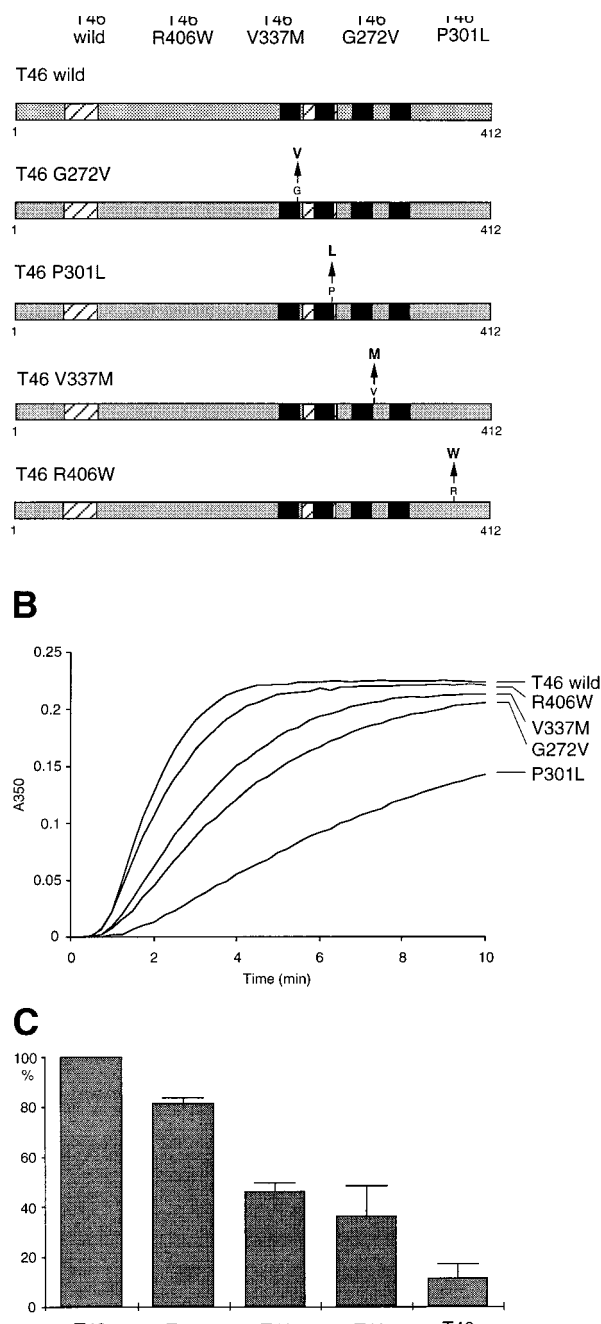 T46 T46 T46 T46 T46
wild R406W V337M G272V P301L
T46 wild
1 412
T46 G272V
V
G
1 412
T46 P301L
L
P
1 412
T46 V337M
M
V
1 412
T46 R406W
W
R
1 412
B
0.25
0.2
0.15
0.1
0.05
0
A350
0 2 4 6 8 10
Time (min)
T46 wild
R406W
V337M
G272V
P301L
C
100
%
80
60
40
20
0
T46